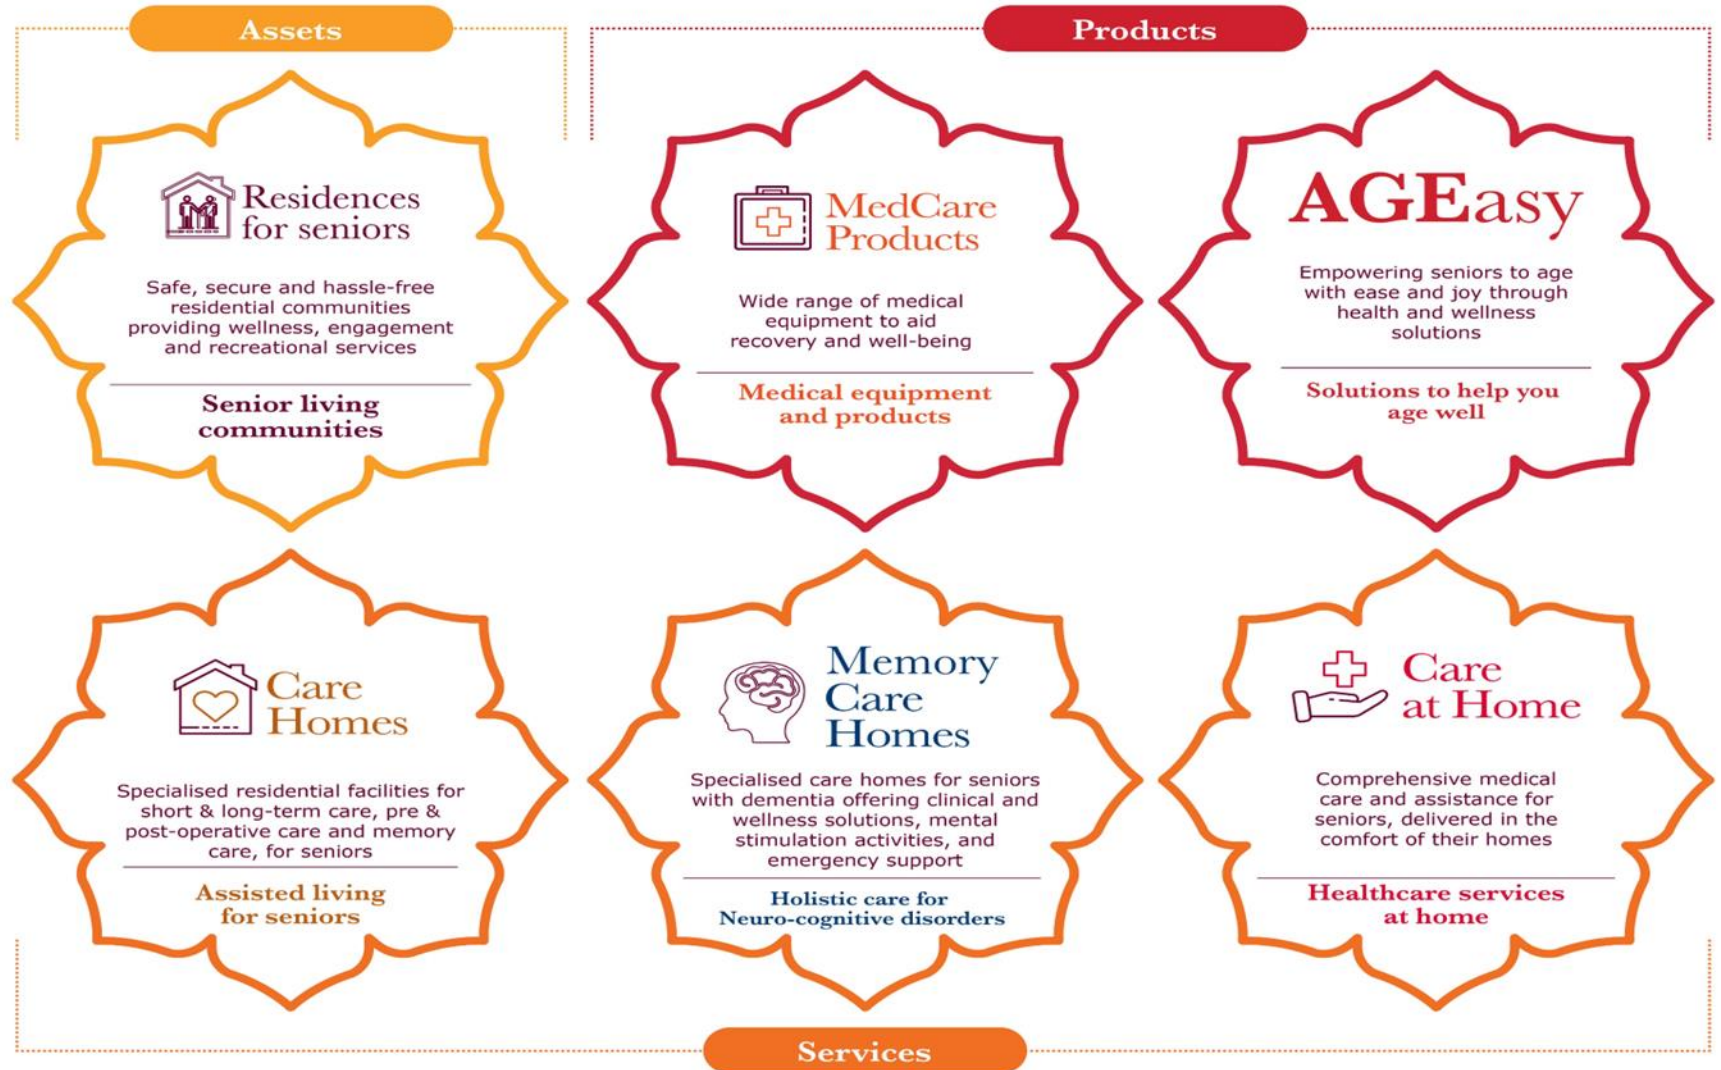 Assets
Products
Residences
for seniors
Safe, secure and hassle-free
residential communities
providing wellness, engagement
and recreational services
Senior living
communities
MedCare
Products
Wide range of medical
equipment to aid
recovery and well-being
Medical equipment
and products
AGEasy
Empowering seniors to age
with ease and joy through
health and wellness
solutions
Solutions to help you
age well
Care
Homes
Specialised residential facilities for
short & long-term care, pre &
post-operative care and memory
care, for seniors
Assisted living
for seniors
Memory
Care
Homes
Specialised care homes for seniors
with dementia offering clinical and
wellness solutions, mental
stimulation activities, and
emergency support
Holistic care for
Neuro-cognitive disorders
Care
at Home
Comprehensive medical
care and assistance for
seniors, delivered in the
comfort of their homes
Healthcare services
at home
Services